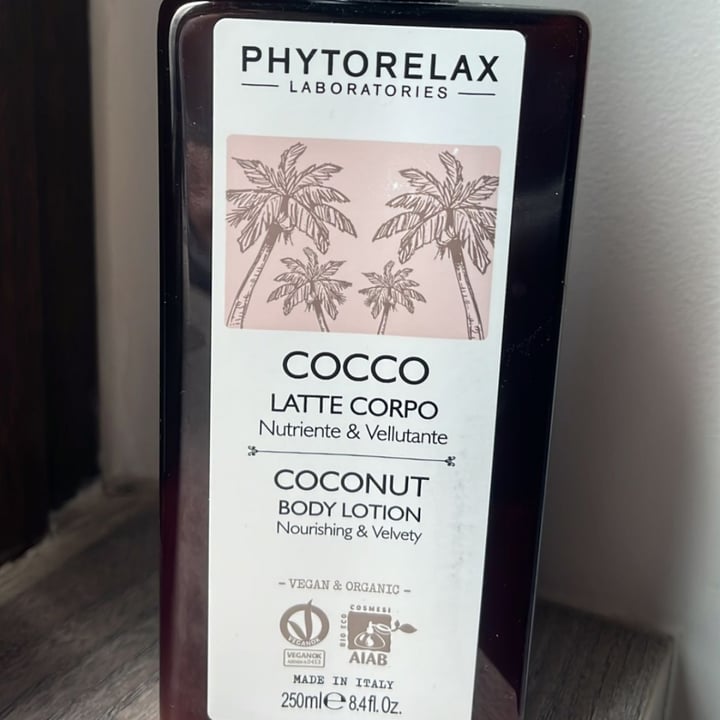 PHYTORELAX
LABORATORIES
COCCO
LATTE CORPO
Nutriente & Vellutante
COCONUT
BODY LOTION
Nourishing & Velvety
- VEGAN & ORGANIC -
VEGANOK
VEGANOK
COSMESI
BIO ECO
AIAB
MADE IN ITALY
250ml℮8.4fl.Oz.